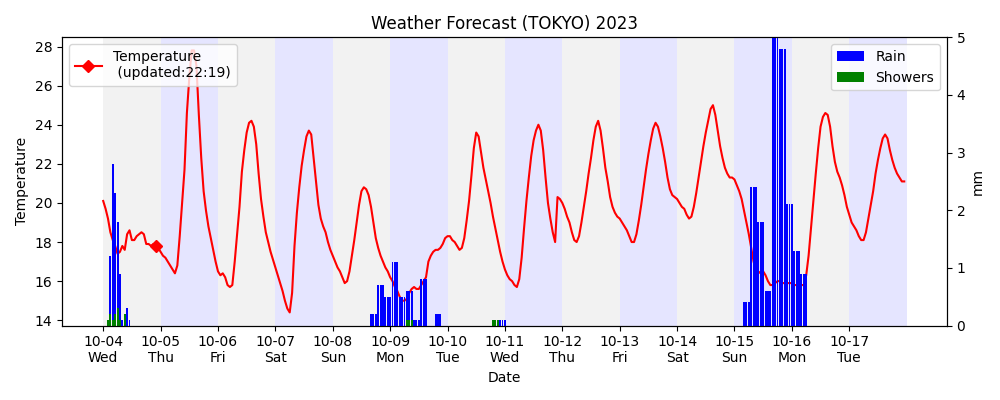 Weather Forecast (TOKYO) 2023
Temperature
(updated:22:19)
Rain
Showers
28
26
24
22
20
18
16
14
Temperature
5
4
3
2
1
0
mm
10-04 10-05 10-06 10-07 10-08 10-09 10-10 10-11 10-12 10-13 10-14 10-15 10-16 10-17
Wed Thu Fri Sat Sun Mon Tue Wed Thu Fri Sat Sun Mon Tue
Date